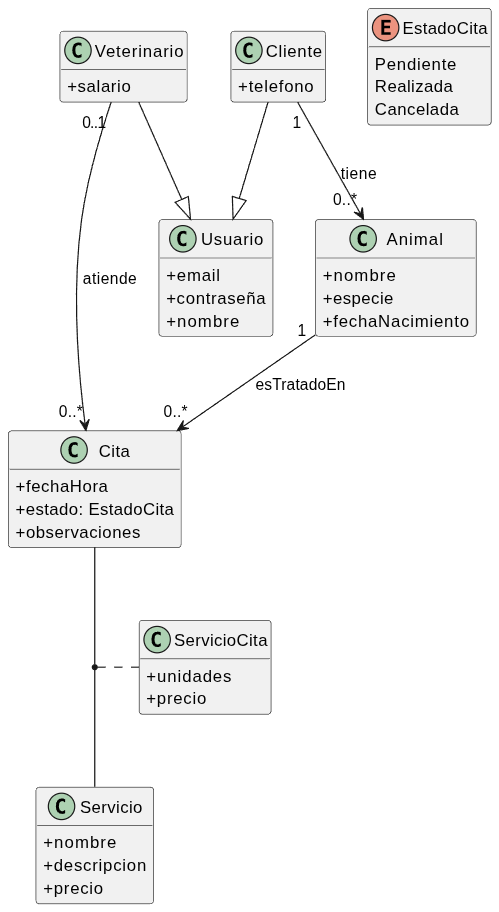 C Veterinario
+salario
C Cliente
+telefono
E EstadoCita
Pendiente
Realizada
Cancelada
0..1
1
tiene
0..*
C Usuario
+email
+contraseña
+nombre
C Animal
+nombre
+especie
+fechaNacimiento
atiende
1
esTratadoEn
0..*
0..*
C Cita
+fechaHora
+estado: EstadoCita
+observaciones
C ServicioCita
+unidades
+precio
C Servicio
+nombre
+descripcion
+precio